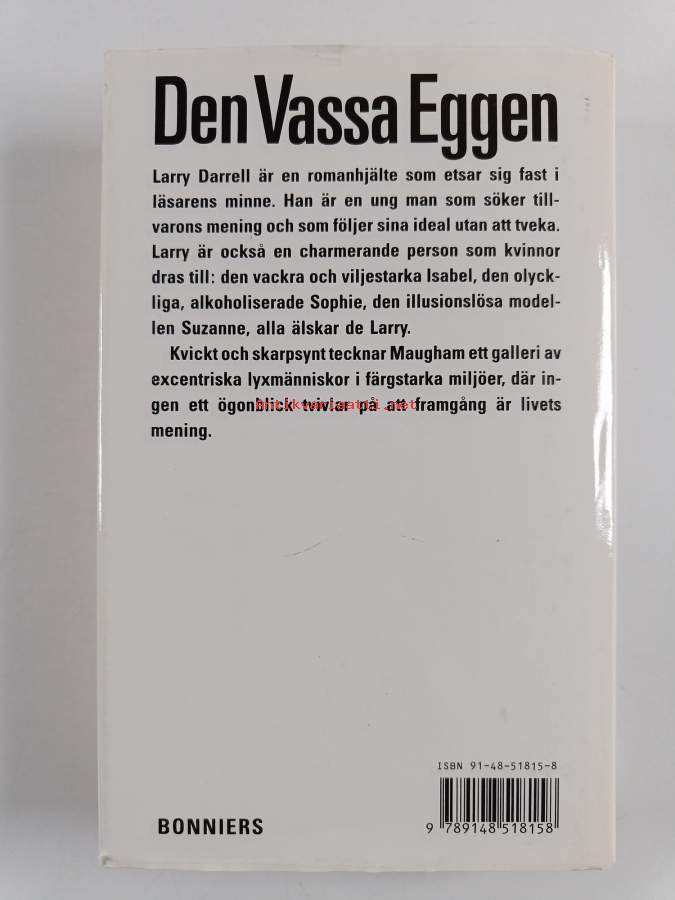 Den Vassa Eggen
Larry Darrell är en romanhjälte som etsar sig fast i
läsarens minne. Han är en ung man som söker till-
varons mening och som följer sina ideal utan att tveka.
Larry är också en charmerande person som kvinnor
dras till: den vackra och viljestarka Isabel, den olyck-
liga, alkoholiserade Sophie, den illusionslösa model-
len Suzanne, alla älskar de Larry.
Kvickt och skarpsynt tecknar Maugham ett galleri av
excentriska lyxmänniskor i färgstarka miljöer, där in-
gen ett ögonblick tvivlar på att framgång är livets
mening.
antikvariaatti.net
ISBN 91-48-51815-8
9 789148 518158
BONNIERS